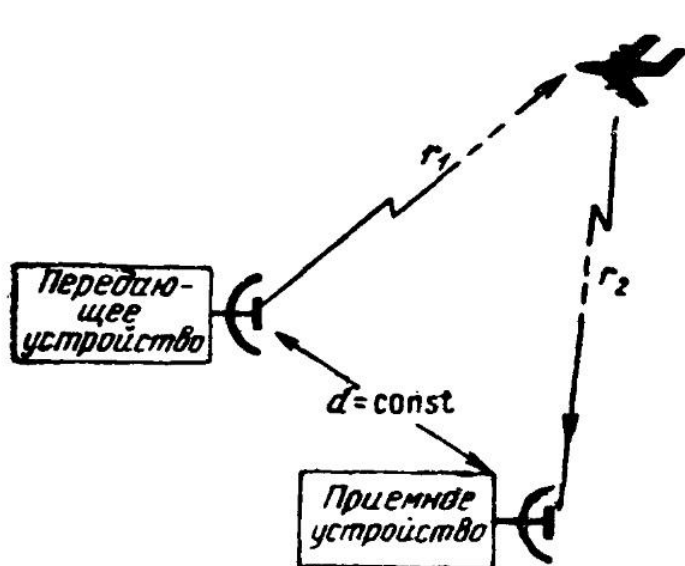 r₁
Передаю-
щее
устройство
r₂
d=const
Приемное
устройство